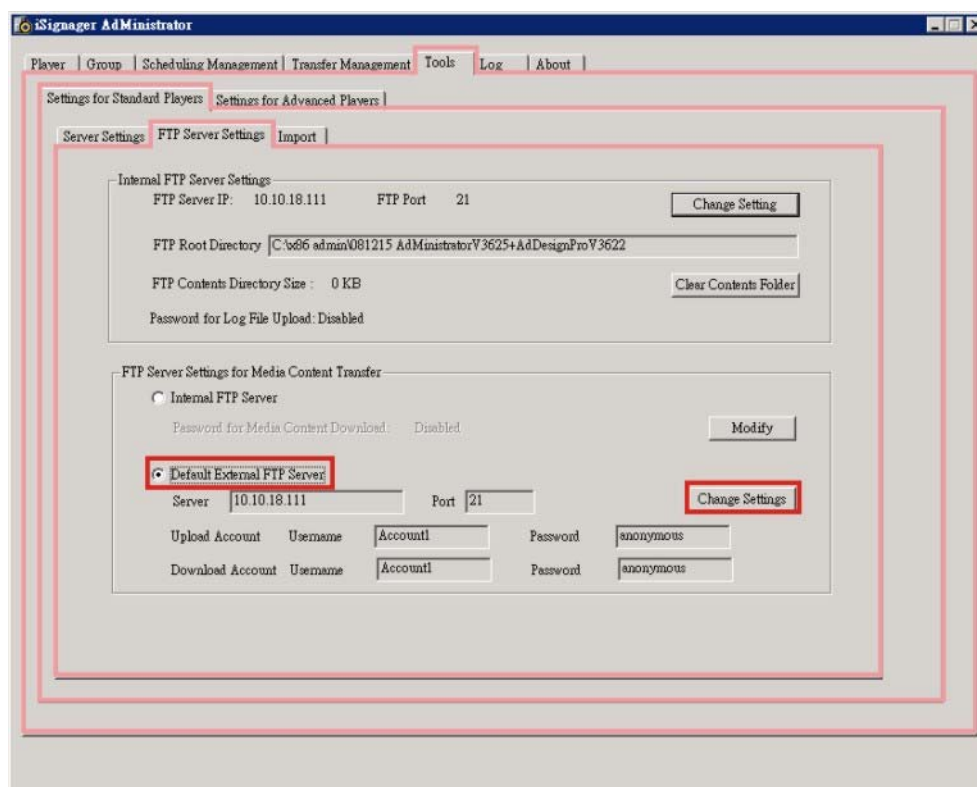 iSignager AdMinistrator
Player Group Scheduling Management Transfer Management Tools Log About
Settings for Standard Players Settings for Advanced Players
Server Settings FTP Server Settings Import
Internal FTP Server Settings
FTP Server IP: 10.10.18.111 FTP Port 21 Change Setting
FTP Root Directory C:\x86 admin\081215 AdMinistratorV3625+AdDesignProV3622
FTP Contents Directory Size : 0 KB Clear Contents Folder
Password for Log File Upload: Disabled
FTP Server Settings for Media Content Transfer
Internal FTP Server
Password for Media Content Download: Disabled Modify
Default External FTP Server
Server 10.10.18.111 Port 21 Change Settings
Upload Account Username Account1 Password anonymous
Download Account Username Account1 Password anonymous